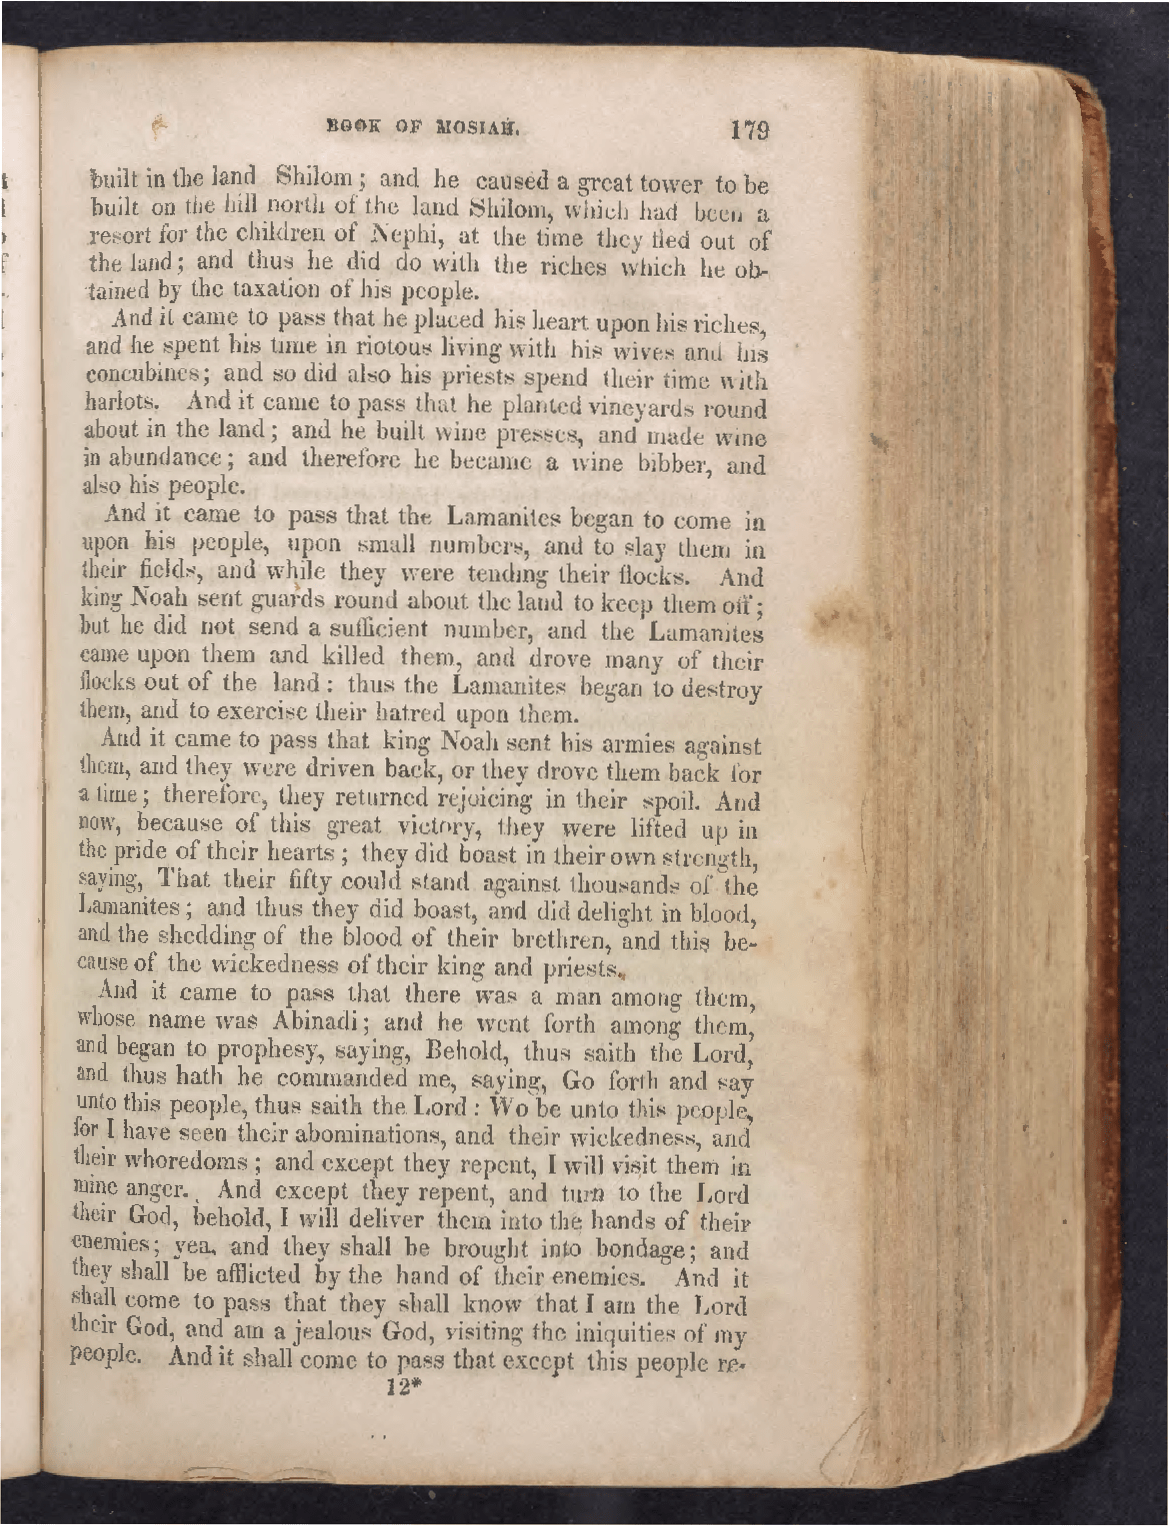 BOOK OF MOSIAH. 179
built in the land Shilom; and he caused a great tower to be
built on the hill north of the land Shilom, which had been a
resort for the children of Nephi, at the time they fled out of
the land; and thus he did do with the riches which he ob-
tained by the taxation of his people.
And it came to pass that he placed his heart upon his riches,
and he spent his time in riotous living with his wives and his
concubines; and so did also his priests spend their time with
harlots. And it came to pass that he planted vineyards round
about in the land; and he built wine presses, and made wine
in abundance; and therefore he became a wine bibber, and
also his people.
And it came to pass that the Lamanites began to come in
upon his people, upon small numbers, and to slay them in
their fields, and while they were tending their flocks. And
king Noah sent guards round about the land to keep them off;
but he did not send a sufficient number, and the Lamanites
came upon them and killed them, and drove many of their
flocks out of the land: thus the Lamanites began to destroy
them, and to exercise their hatred upon them.
And it came to pass that king Noah sent his armies against
them, and they were driven back, or they drove them back for
a time; therefore, they returned rejoicing in their spoil. And
now, because of this great victory, they were lifted up in
the pride of their hearts; they did boast in their own strength,
saying, That their fifty could stand against thousands of the
Lamanites; and thus they did boast, and did delight in blood,
and the shedding of the blood of their brethren, and this be-
cause of the wickedness of their king and priests.
And it came to pass that there was a man among them,
whose name was Abinadi; and he went forth among them,
and began to prophesy, saying, Behold, thus saith the Lord,
and thus hath he commanded me, saying, Go forth and say
unto this people, thus saith the Lord: Wo be unto this people,
for I have seen their abominations, and their wickedness, and
their whoredoms; and except they repent, I will visit them in
mine anger. And except they repent, and turn to the Lord
their God, behold, I will deliver them into the hands of their
enemies; yea, and they shall be brought into bondage; and
they shall be afflicted by the hand of their enemies. And it
shall come to pass that they shall know that I am the Lord
their God, and am a jealous God, visiting the iniquities of my
people. And it shall come to pass that except this people re-
12*